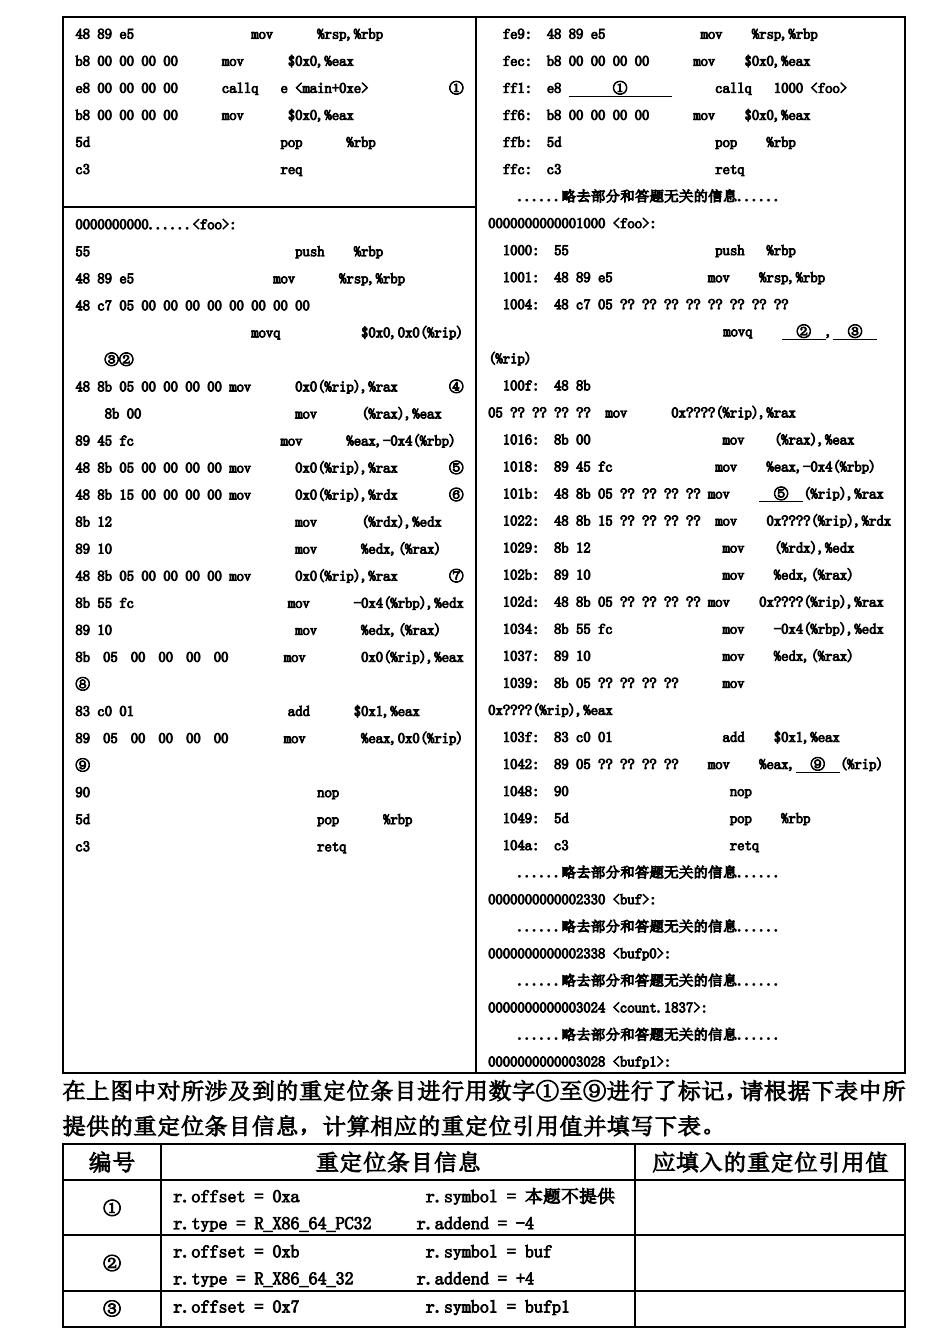 48 89 e5 mov %rsp,%rbp
b8 00 00 00 00 mov $0x0,%eax
e8 00 00 00 00 callq e <main+0xe> ①
b8 00 00 00 00 mov $0x0,%eax
5d pop %rbp
c3 req
0000000000......<foo>:
55 push %rbp
48 89 e5 mov %rsp,%rbp
48 c7 05 00 00 00 00 00 00 00 00
movq $0x0,0x0(%rip)
③②
48 8b 05 00 00 00 00 mov 0x0(%rip),%rax ④
8b 00 mov (%rax),%eax
89 45 fc mov %eax,-0x4(%rbp)
48 8b 05 00 00 00 00 mov 0x0(%rip),%rax ⑤
48 8b 15 00 00 00 00 mov 0x0(%rip),%rdx ⑥
8b 12 mov (%rdx),%edx
89 10 mov %edx,(%rax)
48 8b 05 00 00 00 00 mov 0x0(%rip),%rax ⑦
8b 55 fc mov -0x4(%rbp),%edx
89 10 mov %edx,(%rax)
8b 05 00 00 00 00 mov 0x0(%rip),%eax
⑧
83 c0 01 add $0x1,%eax
89 05 00 00 00 00 mov %eax,0x0(%rip)
⑨
90 nop
5d pop %rbp
c3 retq
fe9: 48 89 e5 mov %rsp,%rbp
fec: b8 00 00 00 00 mov $0x0,%eax
ff1: e8 ① callq 1000 <foo>
ff6: b8 00 00 00 00 mov $0x0,%eax
ffb: 5d pop %rbp
ffc: c3 retq
......略去部分和答题无关的信息......
0000000000001000 <foo>:
1000: 55 push %rbp
1001: 48 89 e5 mov %rsp,%rbp
1004: 48 c7 05 ?? ?? ?? ?? ?? ?? ?? ??
movq ② , ③
(%rip)
100f: 48 8b
05 ?? ?? ?? ?? mov 0x????(%rip),%rax
1016: 8b 00 mov (%rax),%eax
1018: 89 45 fc mov %eax,-0x4(%rbp)
101b: 48 8b 05 ?? ?? ?? ?? mov ⑤ (%rip),%rax
1022: 48 8b 15 ?? ?? ?? ?? mov 0x????(%rip),%rdx
1029: 8b 12 mov (%rdx),%edx
102b: 89 10 mov %edx,(%rax)
102d: 48 8b 05 ?? ?? ?? ?? mov 0x????(%rip),%rax
1034: 8b 55 fc mov -0x4(%rbp),%edx
1037: 89 10 mov %edx,(%rax)
1039: 8b 05 ?? ?? ?? ?? mov
0x????(%rip),%eax
103f: 83 c0 01 add $0x1,%eax
1042: 89 05 ?? ?? ?? ?? mov %eax, ⑨ (%rip)
1048: 90 nop
1049: 5d pop %rbp
104a: c3 retq
......略去部分和答题无关的信息......
0000000000002330 <buf>:
......略去部分和答题无关的信息......
0000000000002338 <bufp0>:
......略去部分和答题无关的信息......
0000000000003024 <count.1837>:
......略去部分和答题无关的信息......
0000000000003028 <bufp1>:
在上图中对所涉及到的重定位条目进行用数字①至⑨进行了标记，请根据下表中所
提供的重定位条目信息，计算相应的重定位引用值并填写下表。
编号 重定位条目信息 应填入的重定位引用值
① r.offset = 0xa r.symbol = 本题不提供
r.type = R_X86_64_PC32 r.addend = -4
② r.offset = 0xb r.symbol = buf
r.type = R_X86_64_32 r.addend = +4
③ r.offset = 0x7 r.symbol = bufp1